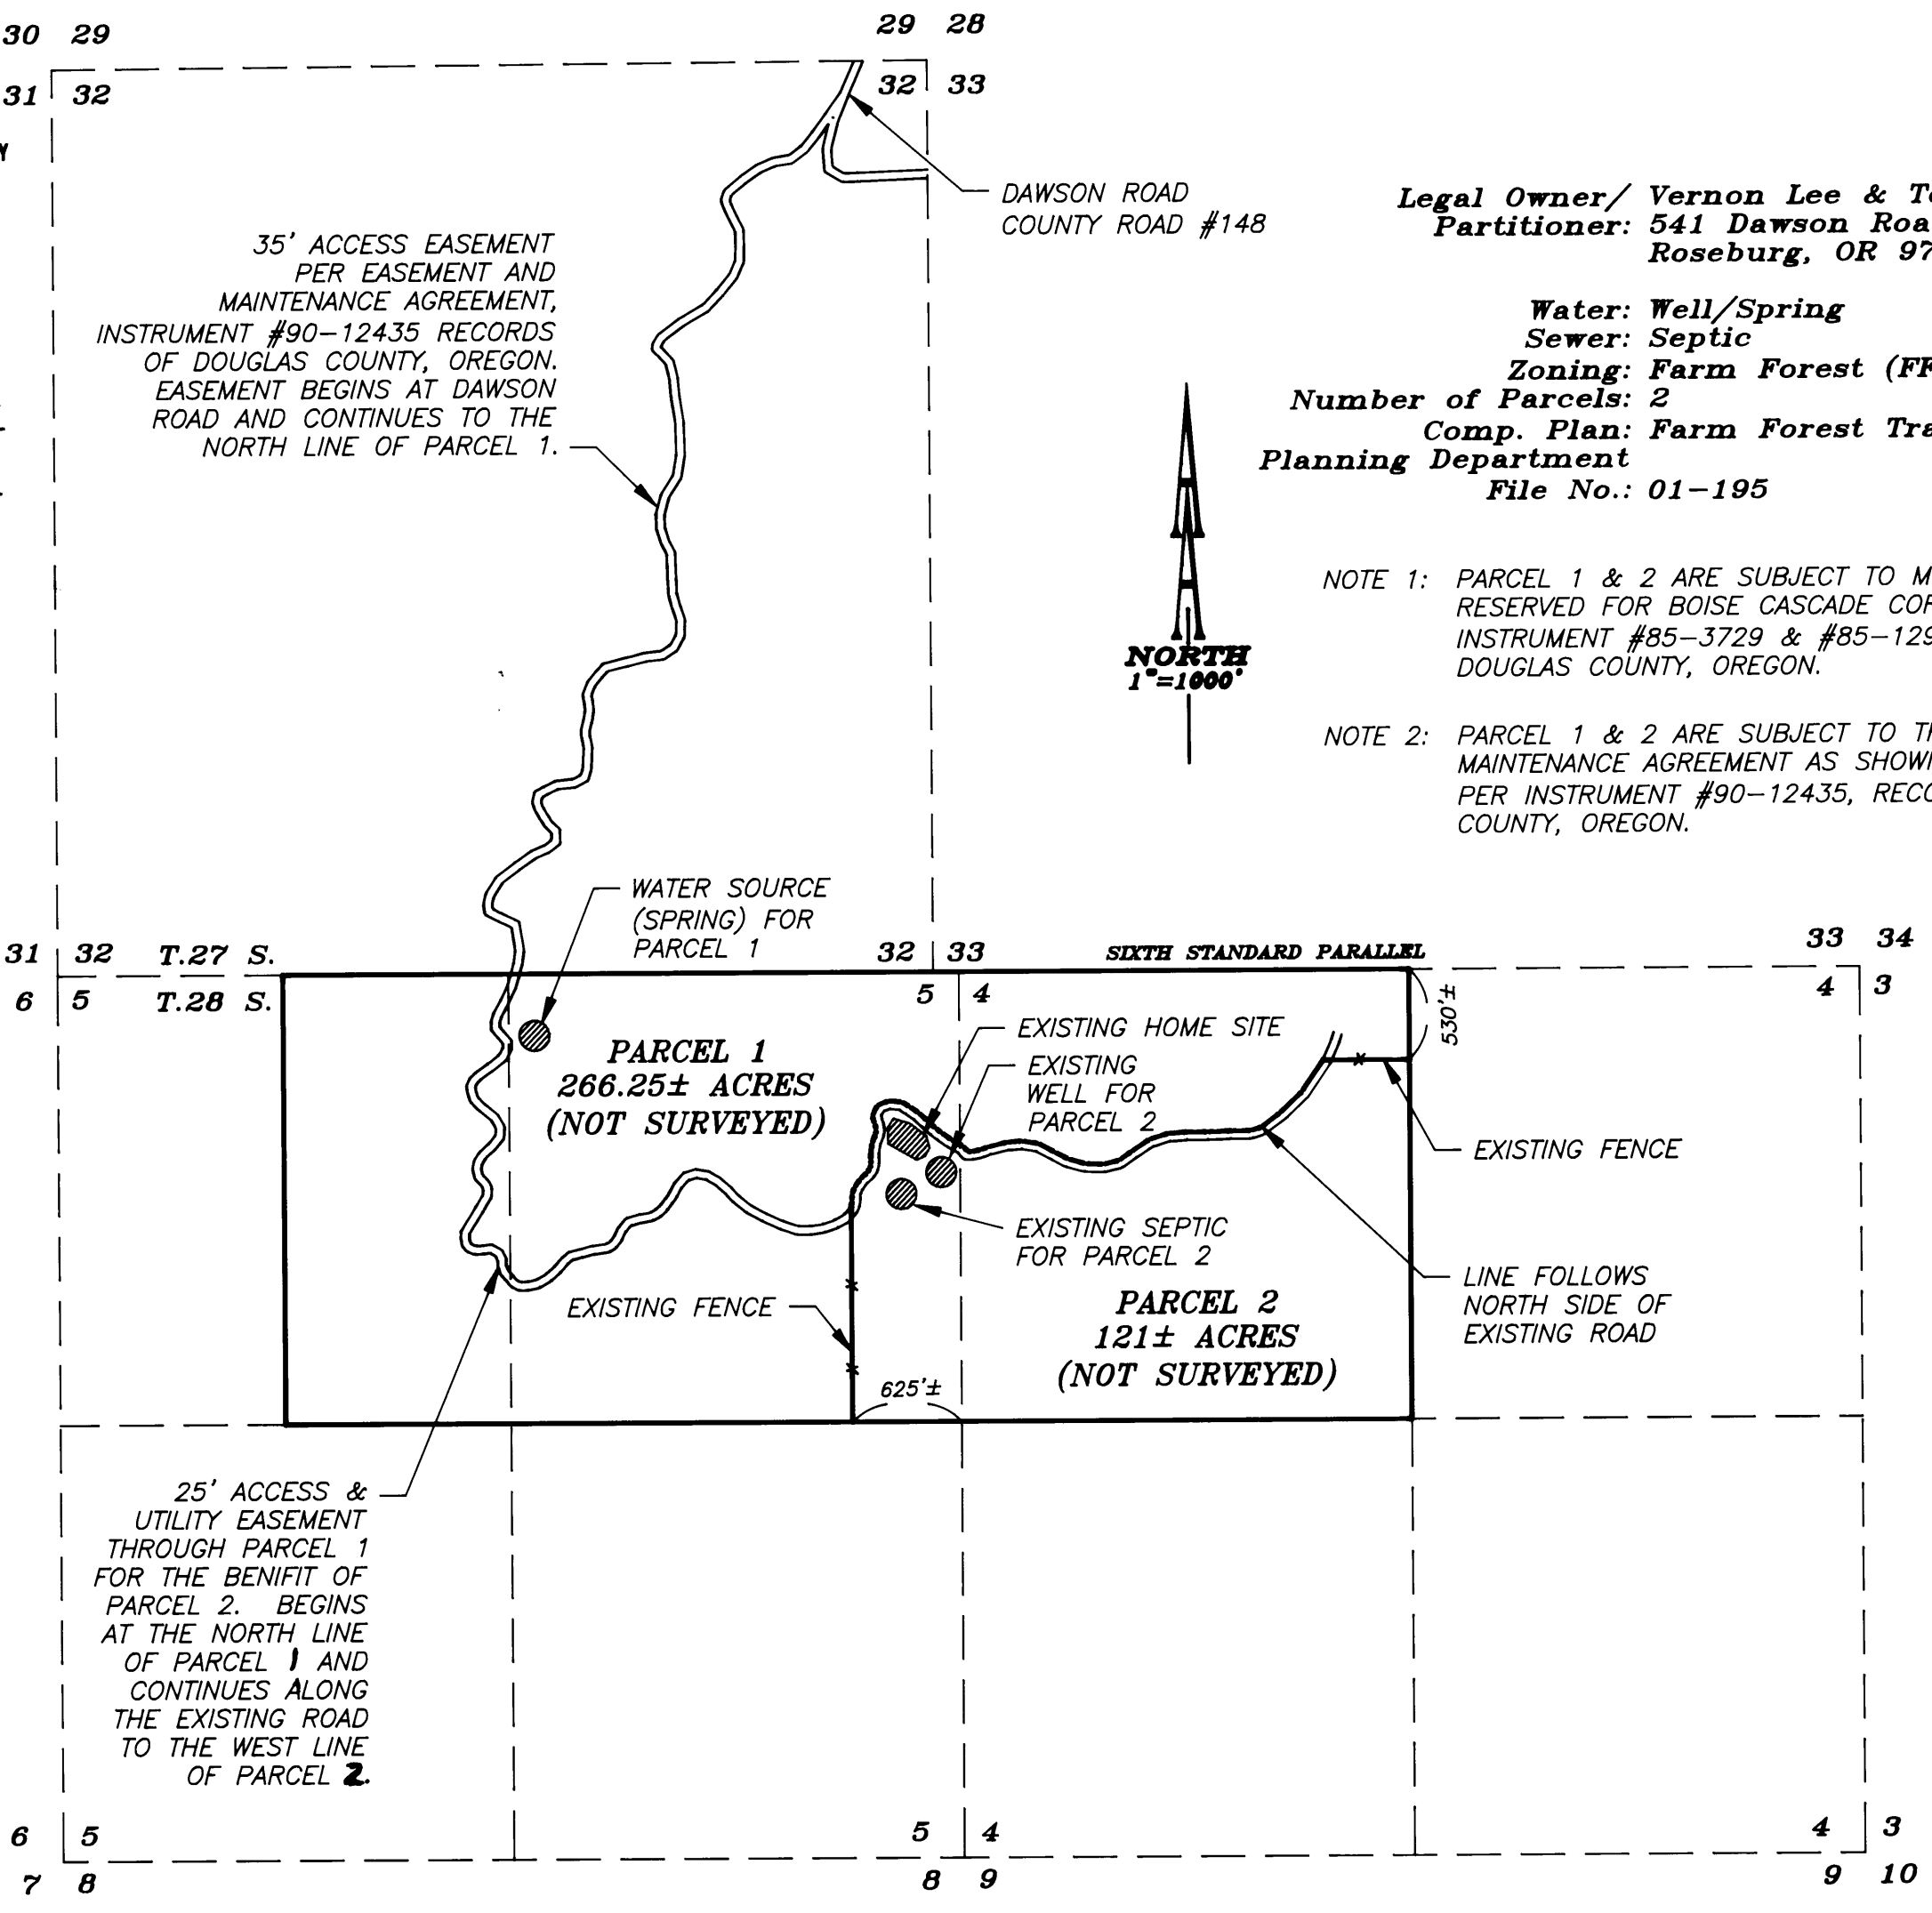 30 29
29 28
31 32
32 33
DAWSON ROAD
COUNTY ROAD #148
35' ACCESS EASEMENT
PER EASEMENT AND
MAINTENANCE AGREEMENT,
INSTRUMENT #90-12435 RECORDS
OF DOUGLAS COUNTY, OREGON.
EASEMENT BEGINS AT DAWSON
ROAD AND CONTINUES TO THE
NORTH LINE OF PARCEL 1.
Legal Owner/ Vernon Lee &
Partitioner: 541 Dawson
Roseburg, OR
Water: Well/Spring
Sewer: Septic
Zoning: Farm Forest
Number of Parcels: 2
Comp. Plan: Farm Forest
Planning Department
File No.: 01-195
NORTH
1"=1000'
NOTE 1: PARCEL 1 & 2 ARE SUBJECT TO
RESERVED FOR BOISE CASCADE
INSTRUMENT #85-3729 &
DOUGLAS COUNTY, OREGON.
NOTE 2: PARCEL 1 & 2 ARE SUBJECT TO
MAINTENANCE AGREEMENT AS
PER INSTRUMENT #90-12435,
COUNTY, OREGON.
WATER SOURCE
(SPRING) FOR
PARCEL 1
31 32 T.27 S.
32 33
SIXTH STANDARD PARALLEL
33 34
6 5 T.28 S.
5 4
4 3
530'±
EXISTING HOME SITE
PARCEL 1
266.25± ACRES
(NOT SURVEYED)
EXISTING
WELL FOR
PARCEL 2
EXISTING FENCE
EXISTING SEPTIC
FOR PARCEL 2
LINE FOLLOWS
NORTH SIDE OF
EXISTING ROAD
EXISTING FENCE
PARCEL 2
121± ACRES
(NOT SURVEYED)
625'±
25' ACCESS &
UTILITY EASEMENT
THROUGH PARCEL 1
FOR THE BENIFIT OF
PARCEL 2. BEGINS
AT THE NORTH LINE
OF PARCEL 1 AND
CONTINUES ALONG
THE EXISTING ROAD
TO THE WEST LINE
OF PARCEL 2.
6 5
5 4
4 3
7 8
8 9
9 10